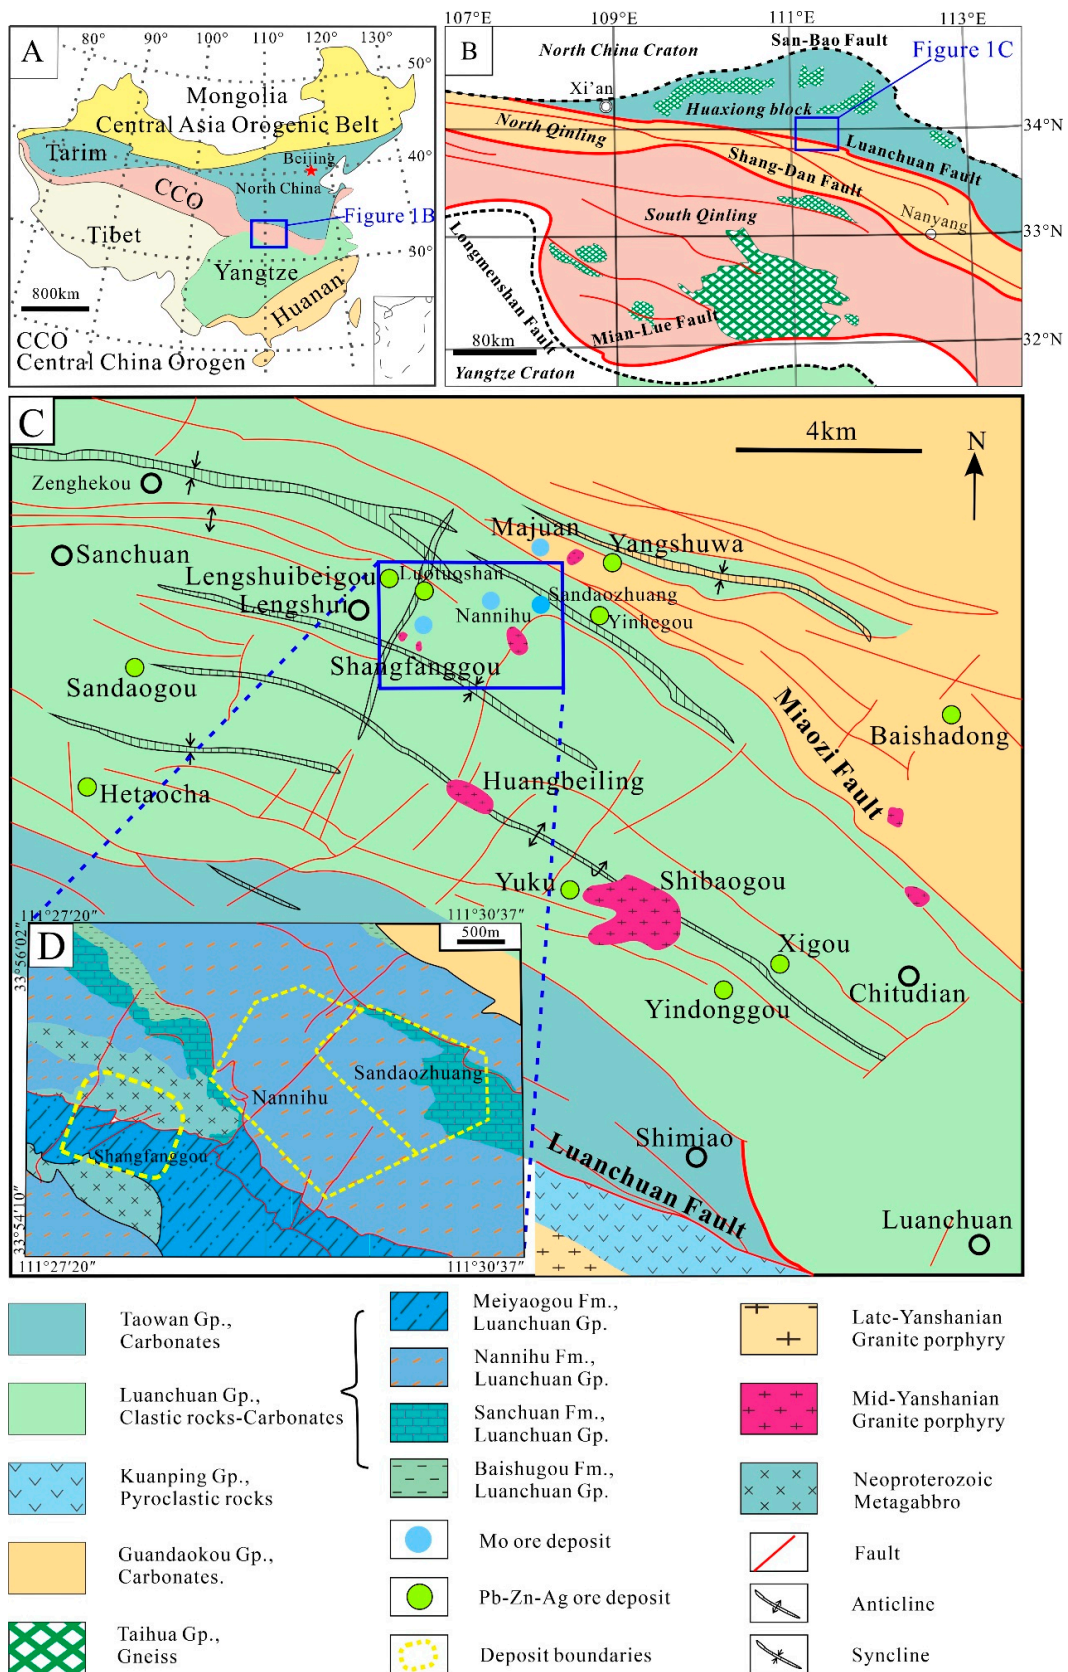 A
80°
90°
100°
110°
120°
130°
50°
40°
30°
Mongolia
Central Asia Orogenic Belt
Tarim
Beijing
North China
CCO
Figure 1B
Tibet
Yangtze
Huanan
800km
CCO
Central China Orogen
107°E
109°E
111°E
113°E
B
North China Craton
San-Bao Fault
Figure 1C
Xi'an
Huaxiong block
34°N
North Qinling
Luanchuan Fault
Shang-Dan Fault
South Qinling
Nanyang
33°N
Longmenshan Fault
Mian-Lue Fault
32°N
80km
Yangtze Craton
C
4km
N
Zenghekou
Majuan
Yangshuwa
Sanchuan
Lengshuibeigou
Luotuoshan
Lengshui
Nannihu
Sandaozhuang
Yinhegou
Shangfanggou
Sandaogou
Miaozi Fault
Baishadong
Huangbeiling
Hetaocha
Yuku
Shibaogou
Xigou
Chitudian
Yindonggou
Shimiao
Luanchuan Fault
Luanchuan
111°27′20″
111°30′37″
D
500m
33°56′02″
Sandaozhuang
Nannihu
Shangfanggou
33°54′10″
111°27′20″
111°30′37″
Taowan Gp.,
Carbonates
Luanchuan Gp.,
Clastic rocks-Carbonates
Kuanping Gp.,
Pyroclastic rocks
Guandaokou Gp.,
Carbonates.
Taihua Gp.,
Gneiss
Meiyaogou Fm.,
Luanchuan Gp.
Nannihu Fm.,
Luanchuan Gp.
Sanchuan Fm.,
Luanchuan Gp.
Baishugou Fm.,
Luanchuan Gp.
Mo ore deposit
Pb-Zn-Ag ore deposit
Deposit boundaries
Late-Yanshanian
Granite porphyry
Mid-Yanshanian
Granite porphyry
Neoproterozoic
Metagabbro
Fault
Anticline
Syncline